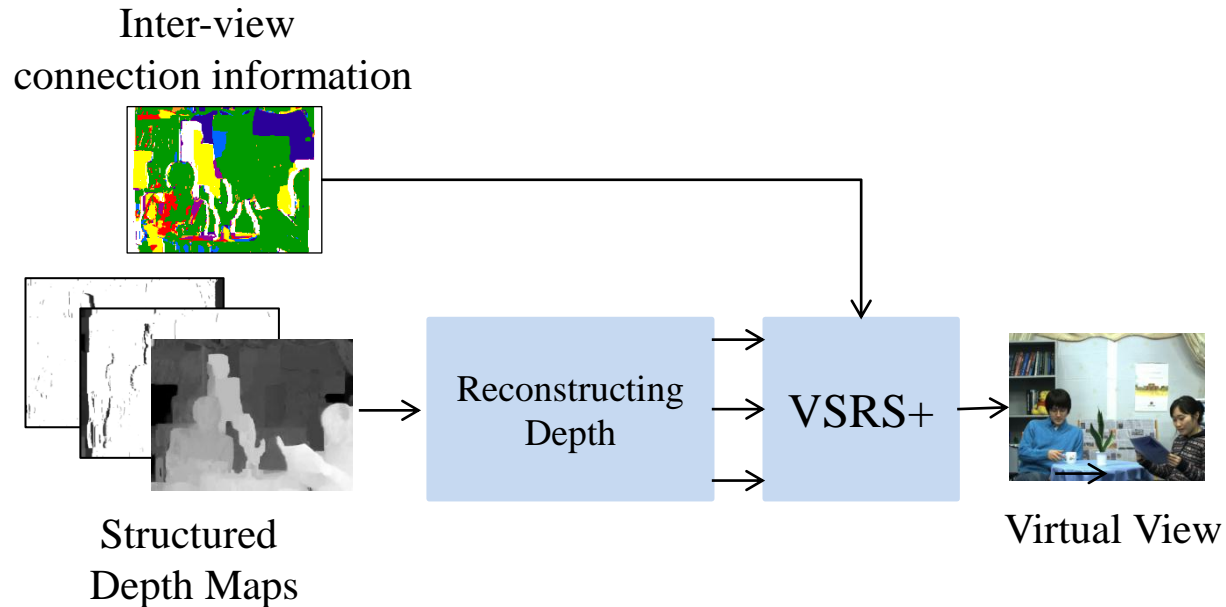 Inter-view
connection information
Reconstructing
Depth
VSRS+
Structured
Depth Maps
Virtual View